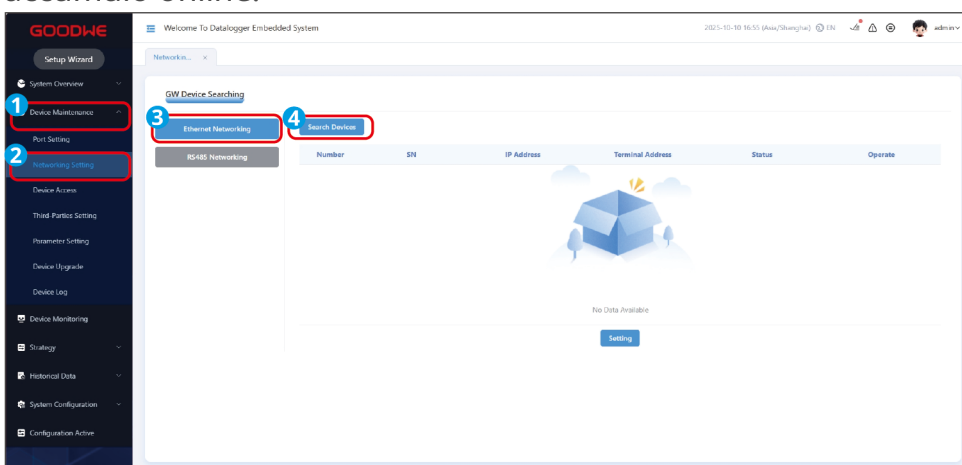 GOODWE
Welcome To Datalogger Embedded System
2025-10-10 16:55 (Asia/Shanghai) EN
admin
Setup Wizard
Networkin... ×
System Overview
GW Device Searching
1
Device Maintenance
3
Ethernet Networking
4
Search Devices
Port Setting
2
Networking Setting
RS485 Networking
Number SN IP Address Terminal Address Status Operate
Device Access
Third-Parties Setting
Parameter Setting
Device Upgrade
Device Log
No Data Available
Device Monitoring
Setting
Strategy
Historical Data
System Configuration
Configuration Active